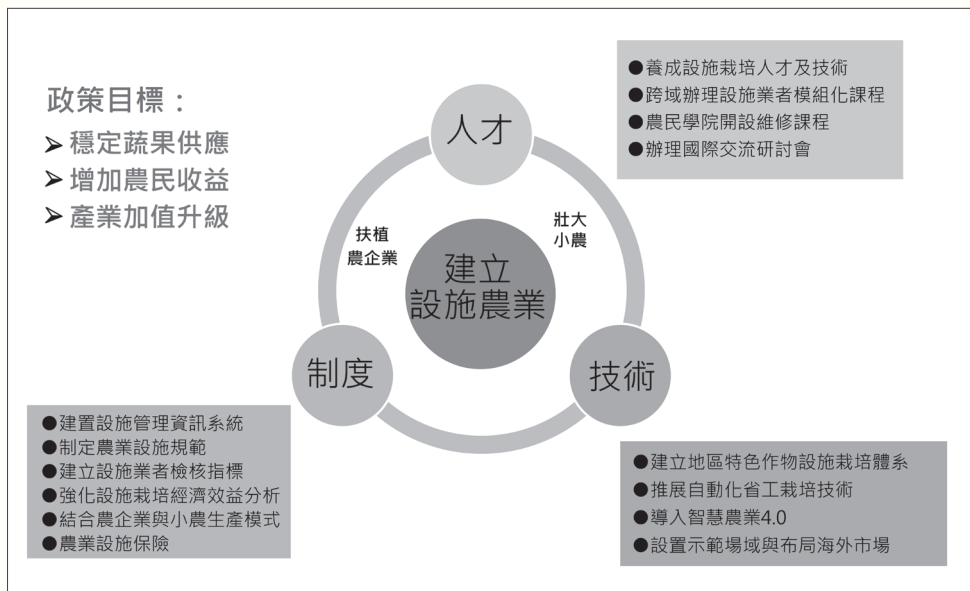 政策目標：
➢ 穩定蔬果供應
➢ 增加農民收益
➢ 產業加值升級
人才
●養成設施栽培人才及技術
●跨域辦理設施業者模組化課程
●農民學院開設維修課程
●辦理國際交流研討會
扶植
農企業
壯大
小農
建立
設施農業
制度
●建置設施管理資訊系統
●制定農業設施規範
●建立設施業者檢核指標
●強化設施栽培經濟效益分析
●結合農企業與小農生產模式
●農業設施保險
技術
●建立地區特色作物設施栽培體系
●推展自動化省工栽培技術
●導入智慧農業4.0
●設置示範場域與布局海外市場